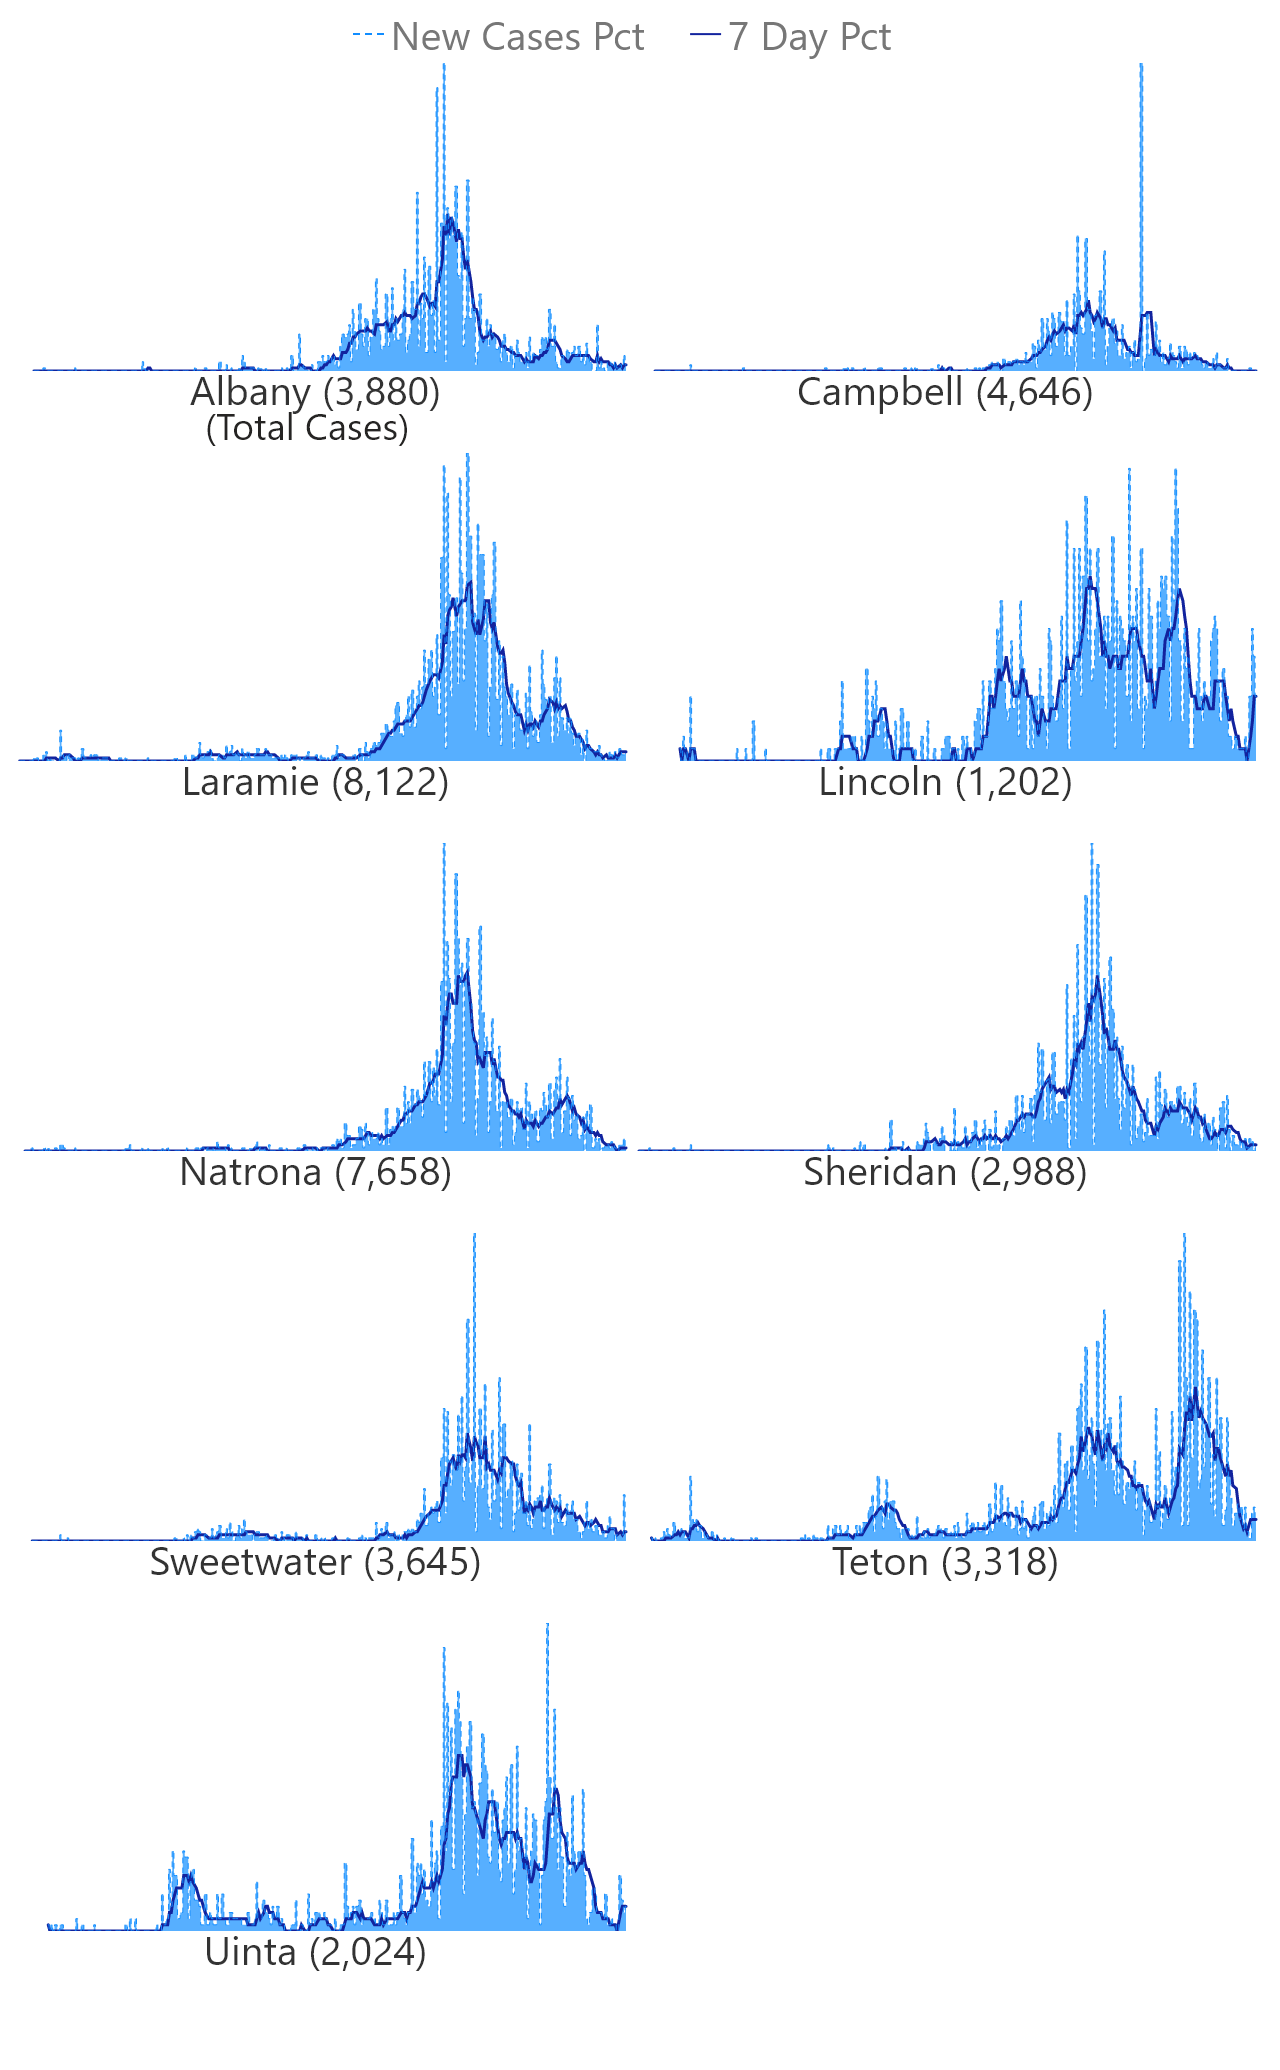 New Cases Pct 7 Day Pct
Albany (3,880) Campbell (4,646)
(Total Cases)
Laramie (8,122) Lincoln (1,202)
Natrona (7,658) Sheridan (2,988)
Sweetwater (3,645) Teton (3,318)
Uinta (2,024)